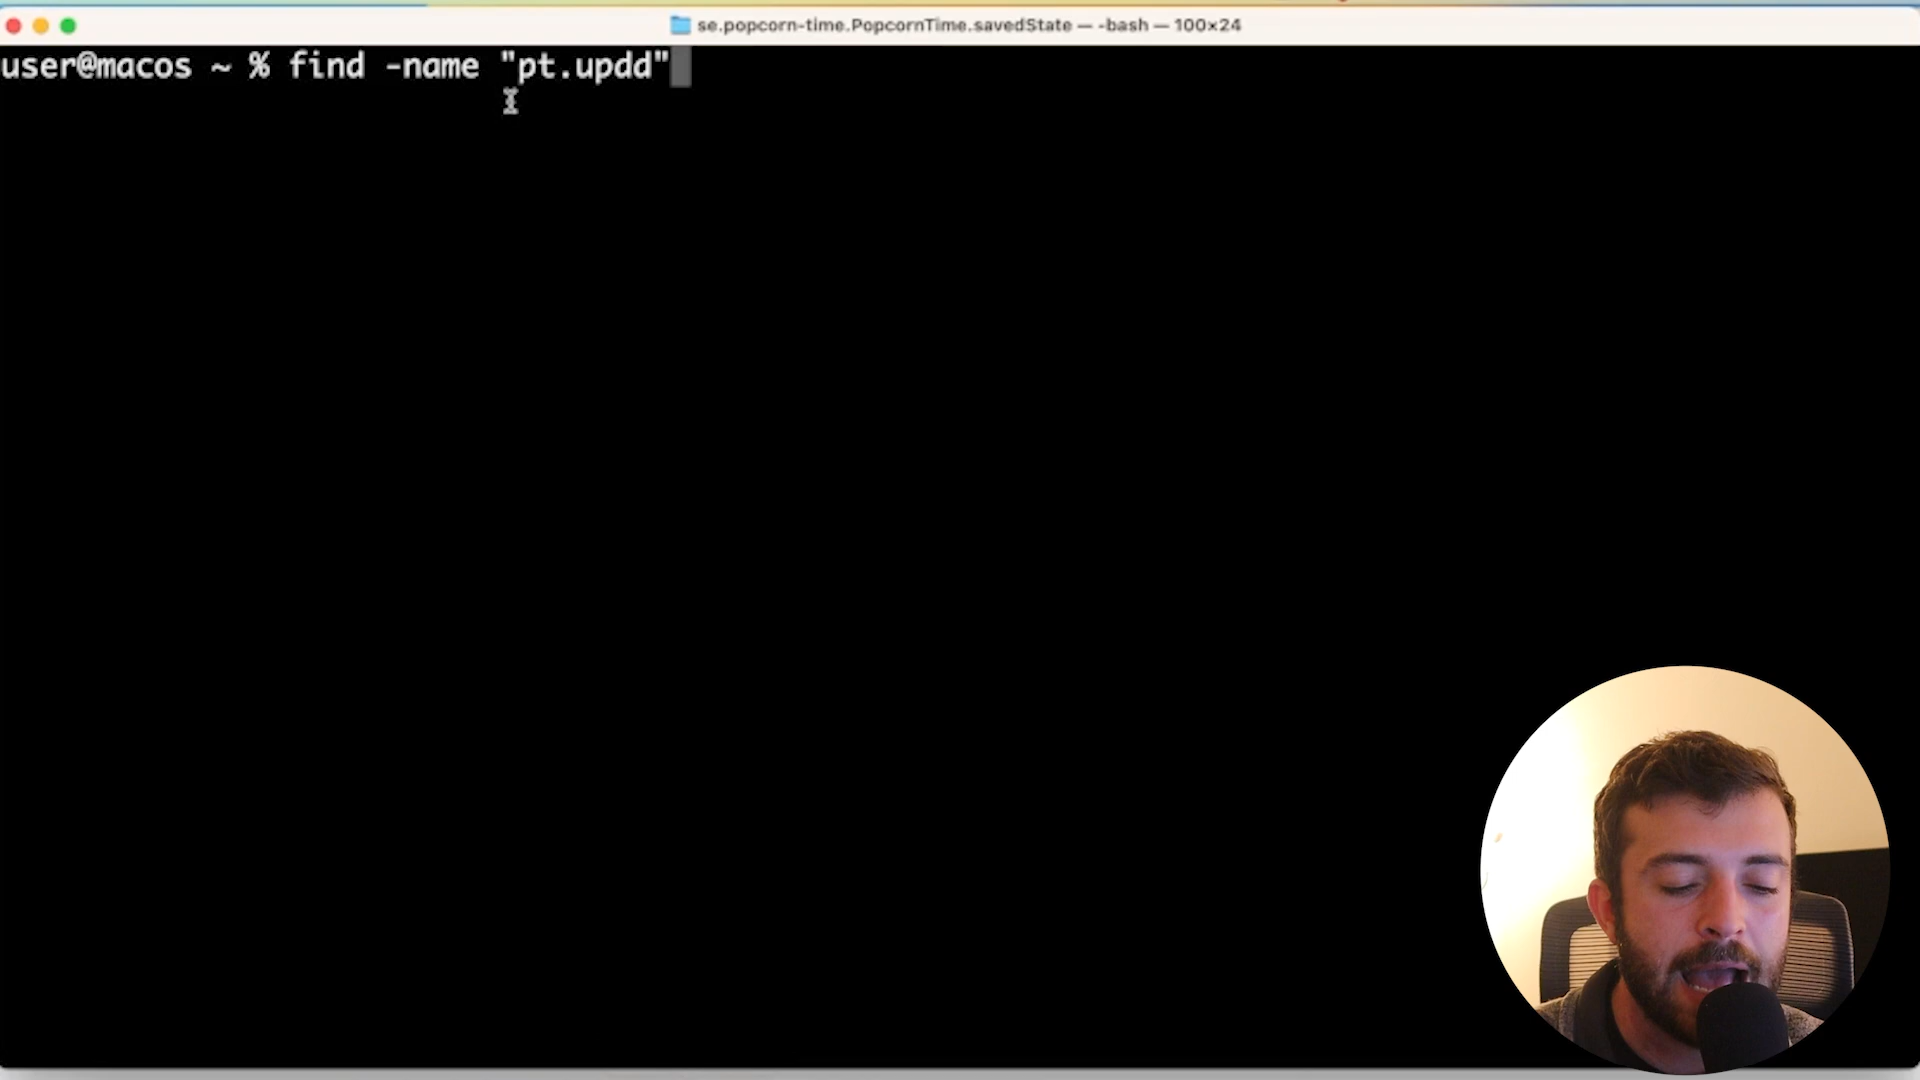 se.popcorn-time.PopcornTime.savedState — -bash — 100×24
user@macos ~ % find -name "pt.updd"